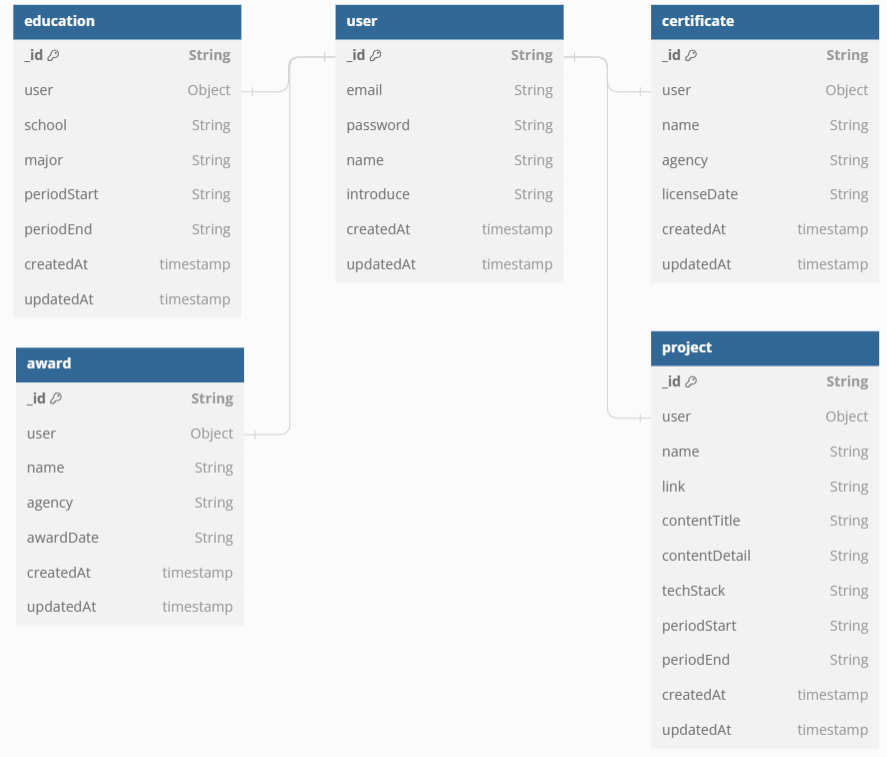 education
_id String
user Object
school String
major String
periodStart String
periodEnd String
createdAt timestamp
updatedAt timestamp
user
_id String
email String
password String
name String
introduce String
createdAt timestamp
updatedAt timestamp
certificate
_id String
user Object
name String
agency String
licenseDate String
createdAt timestamp
updatedAt timestamp
award
_id String
user Object
name String
agency String
awardDate String
createdAt timestamp
updatedAt timestamp
project
_id String
user Object
name String
link String
contentTitle String
contentDetail String
techStack String
periodStart String
periodEnd String
createdAt timestamp
updatedAt timestamp